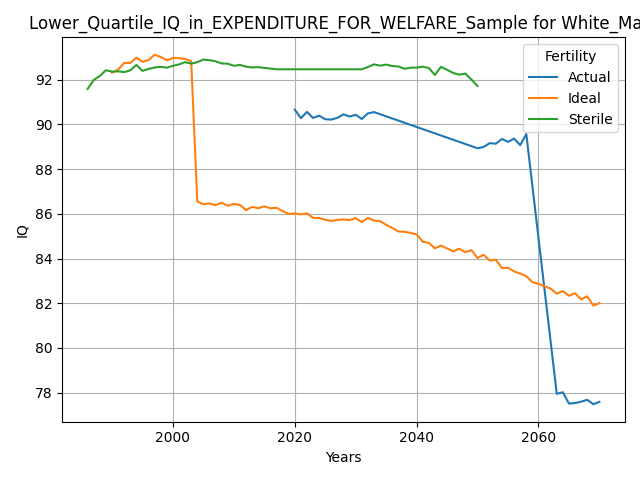 Lower_Quartile_IQ_in_EXPENDITURE_FOR_WELFARE_Sample for White_Ma
Fertility
Actual
Ideal
Sterile
92
90
88
86
84
82
80
78
IQ
2000
2020
2040
2060
Years